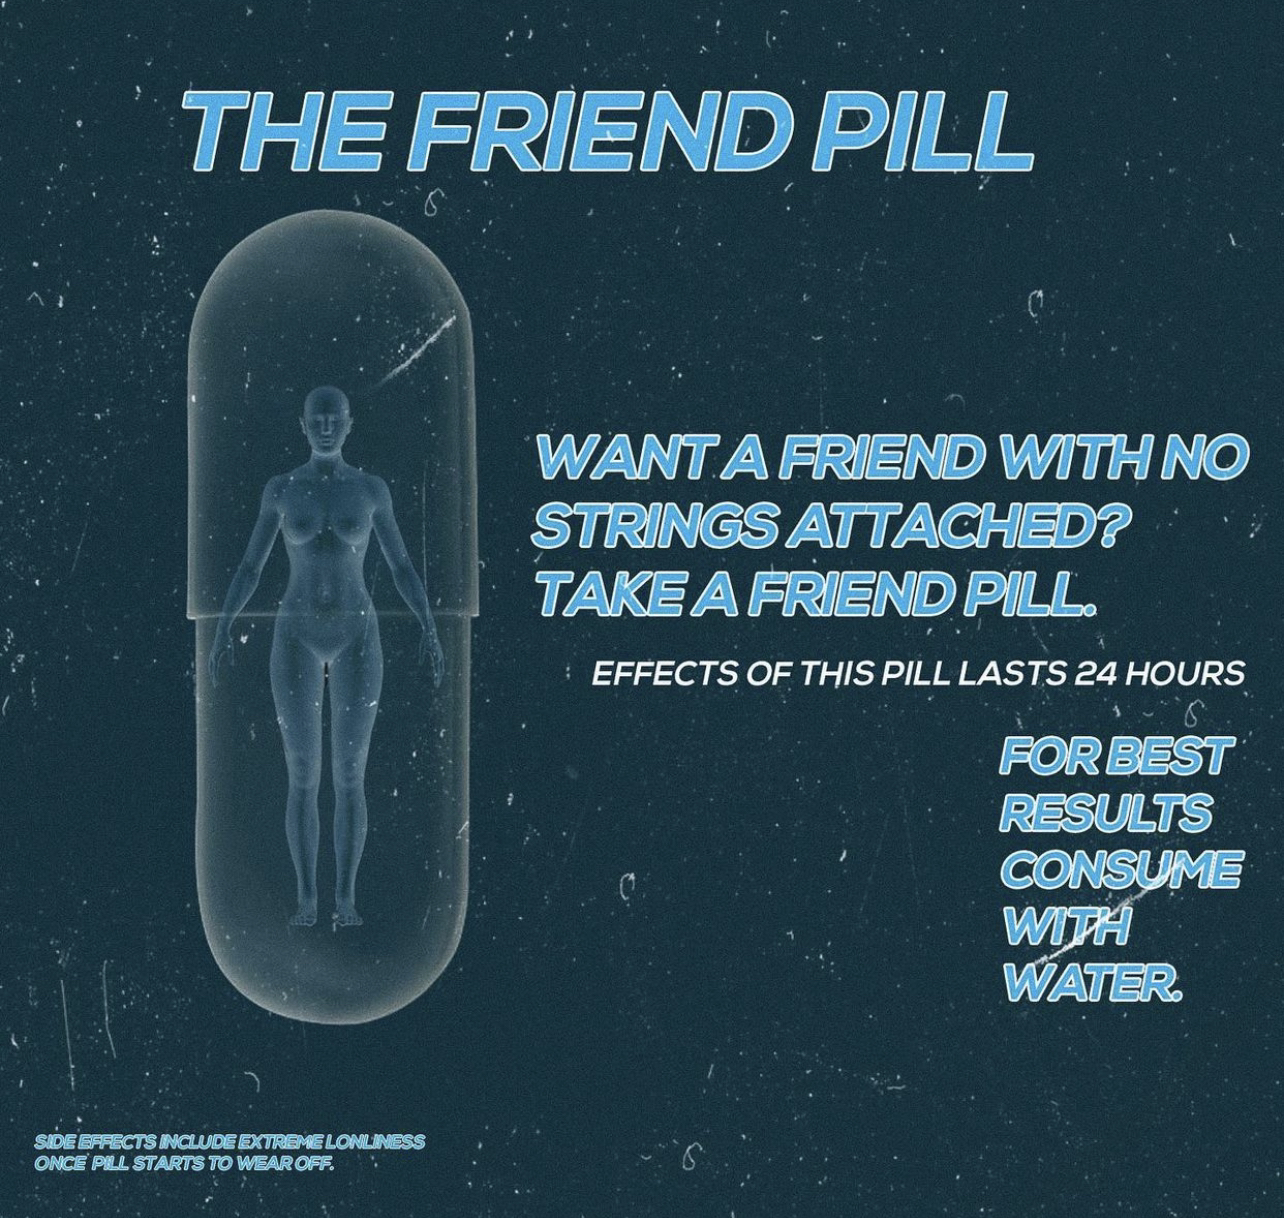 THE FRIEND PILL
WANT A FRIEND WITH NO
STRINGS ATTACHED?
TAKE A FRIEND PILL.
EFFECTS OF THIS PILL LASTS 24 HOURS
FOR BEST
RESULTS
CONSUME
WITH
WATER.
SIDE EFFECTS INCLUDE EXTREME LONLINESS
ONCE PILL STARTS TO WEAR OFF.